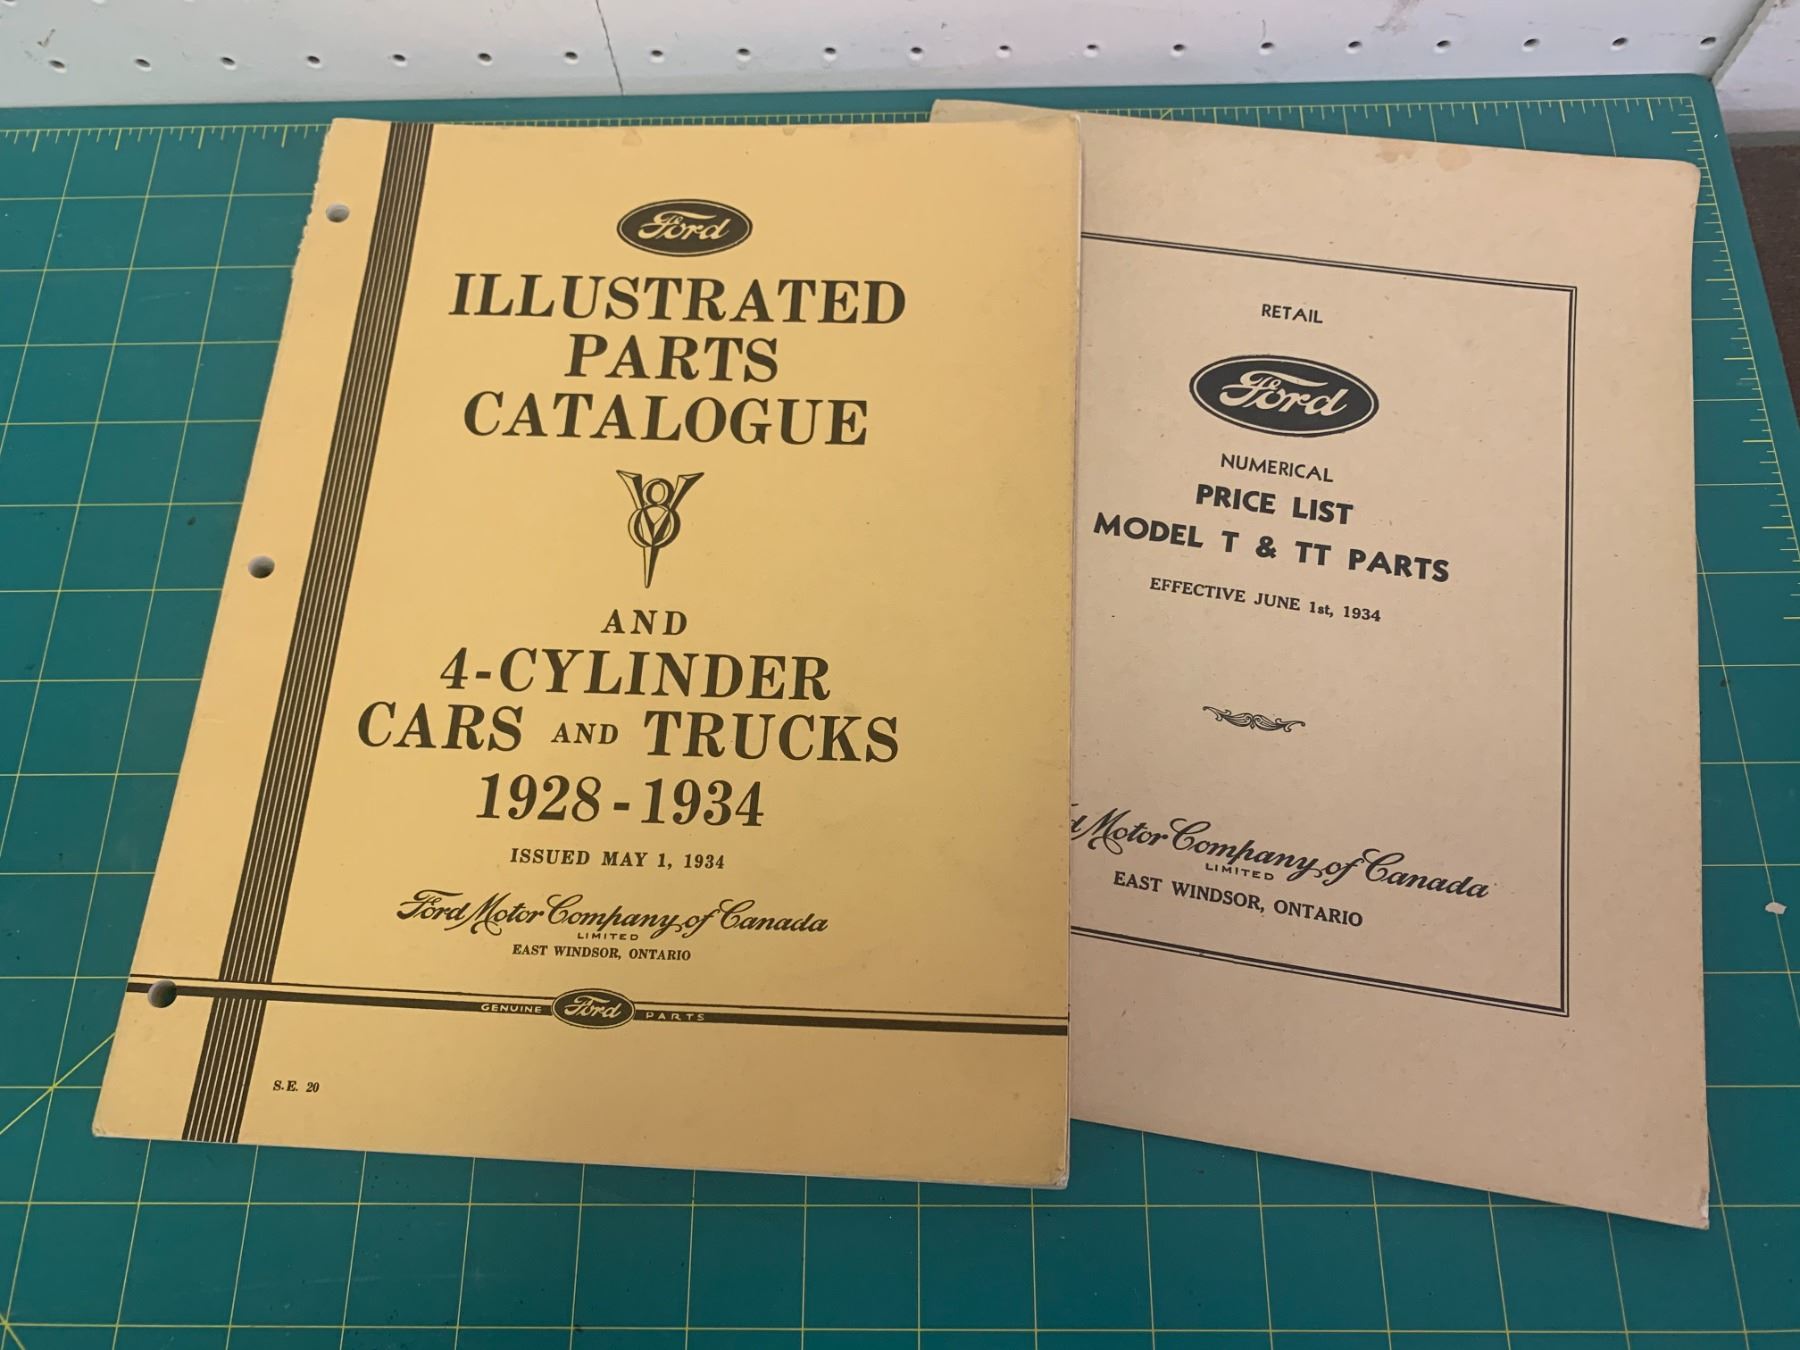 Ford
ILLUSTRATED
PARTS
CATALOGUE
V8
AND
4-CYLINDER
CARS AND TRUCKS
1928-1934
ISSUED MAY 1, 1934
Ford Motor Company of Canada
LIMITED
EAST WINDSOR, ONTARIO
GENUINE Ford PARTS
S.E. 20
RETAIL
Ford
NUMERICAL
PRICE LIST
MODEL T & TT PARTS
EFFECTIVE JUNE 1st, 1934
d Motor Company of Canada
LIMITED
EAST WINDSOR, ONTARIO